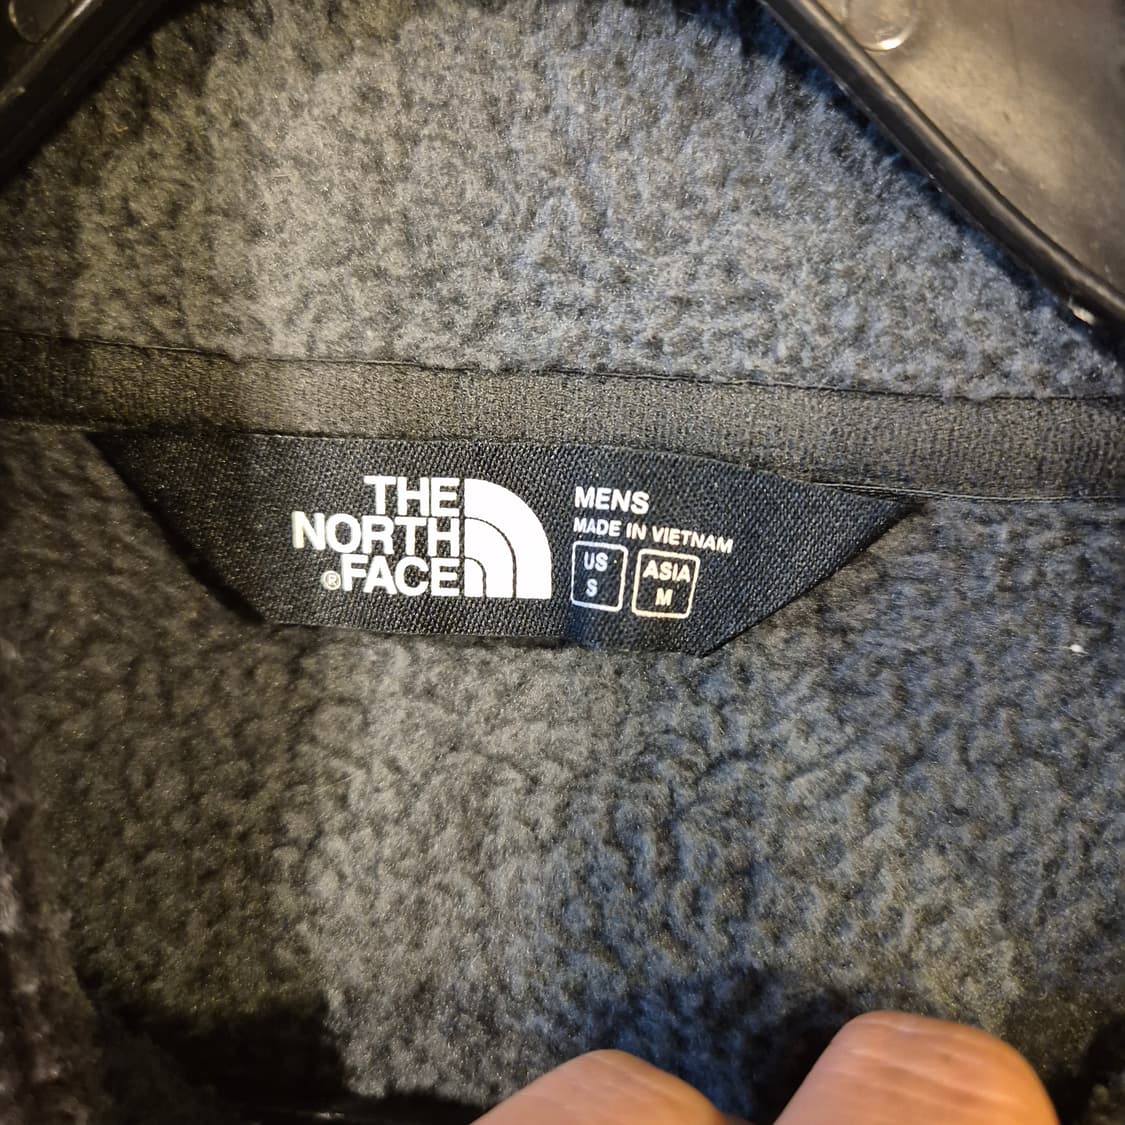 THE
NORTH
®FACE
MENS
MADE IN VIETNAM
US ASIA
S M